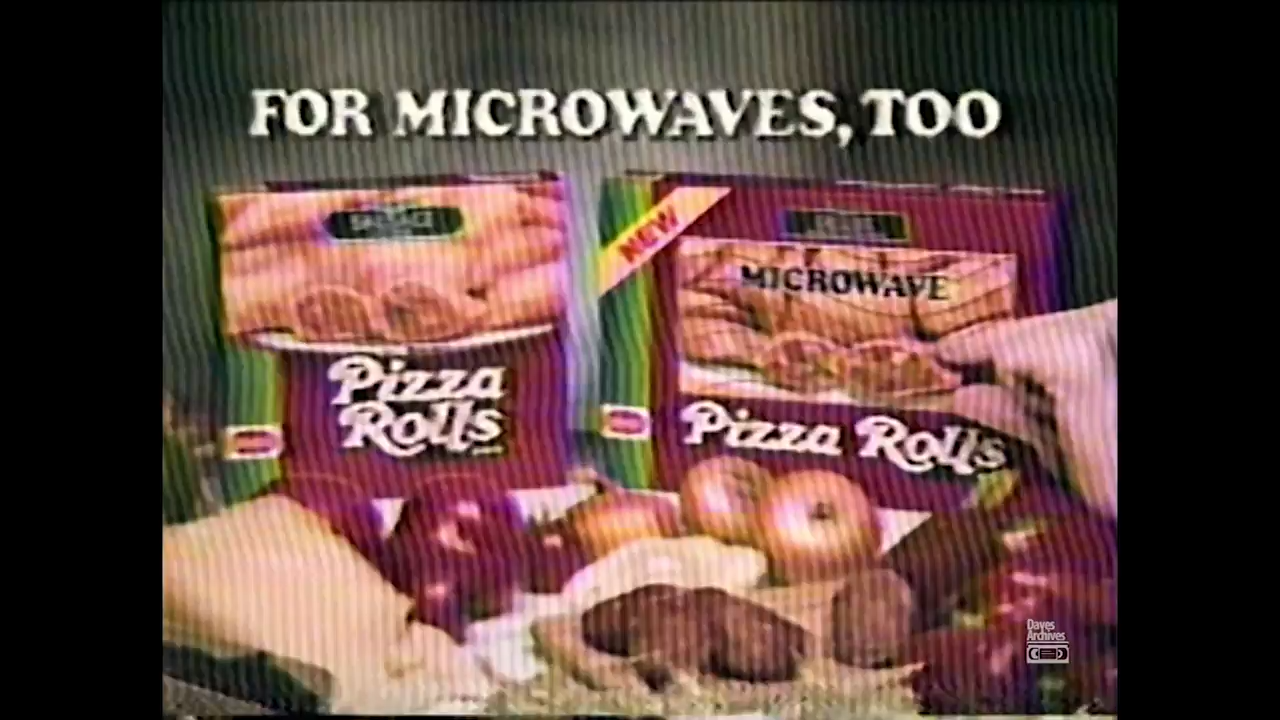 FOR MICROWAVES, TOO
NEW
MICROWAVE
Pizza
Rolls
Pizza Rolls
Daves
Archives